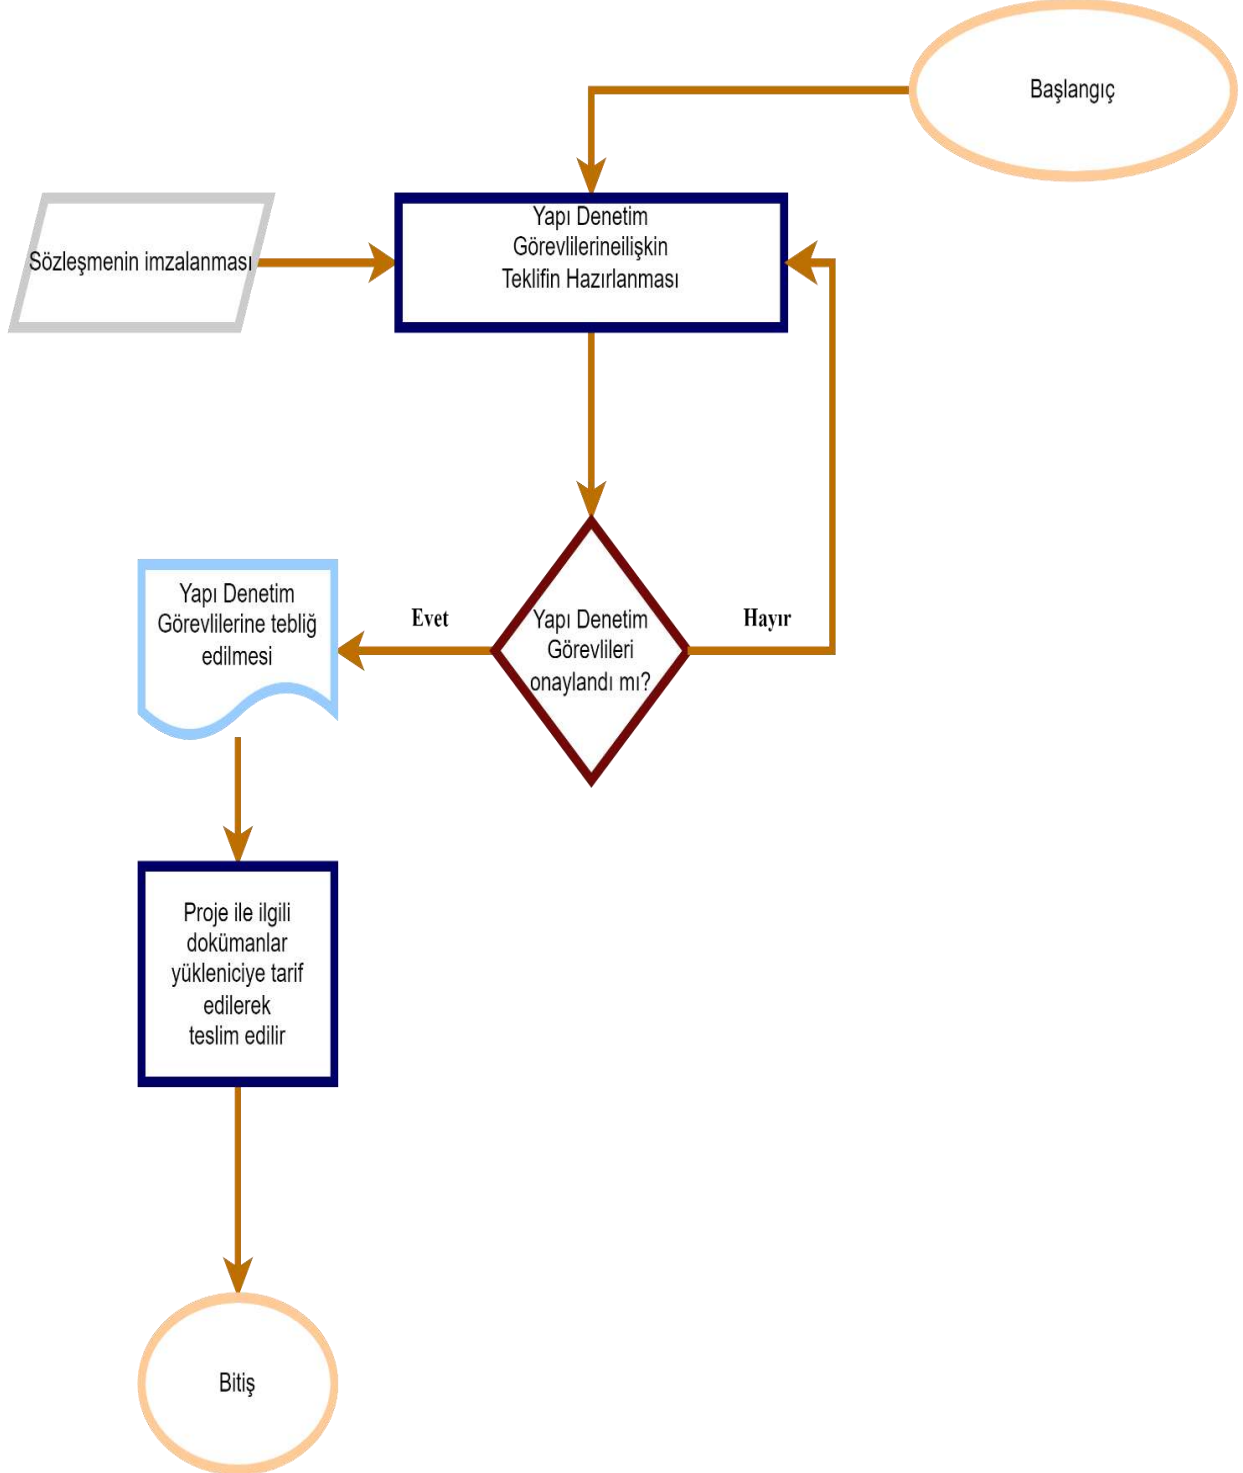 Başlangıç
Sözleşmenin imzalanması
Yapı Denetim
Görevlilerineilişkin
Teklifin Hazırlanması
Evet
Yapı Denetim
Görevlileri
onaylandı mı?
Hayır
Yapı Denetim
Görevlilerine tebliğ
edilmesi
Proje ile ilgili
dokümanlar
yükleniciye tarif
edilerek
teslim edilir
Bitiş